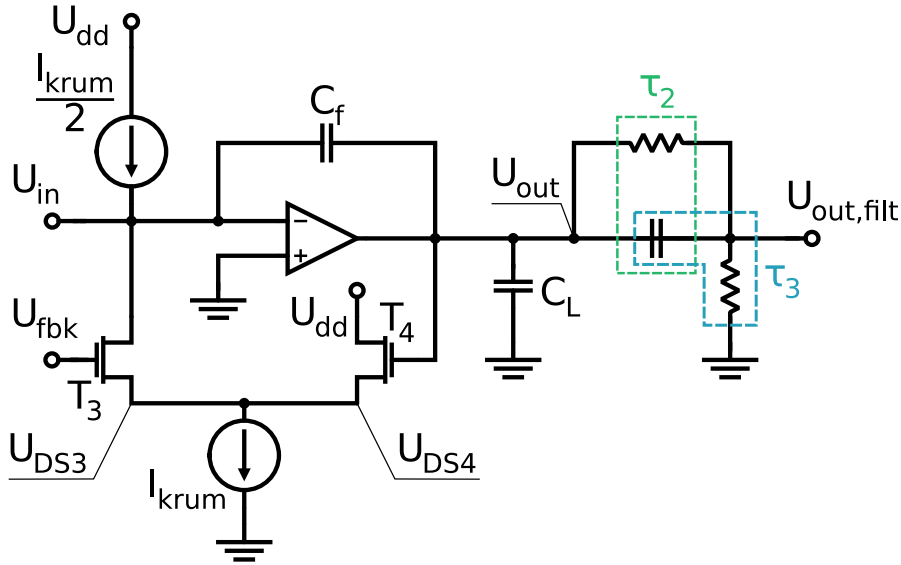 U_dd
I_krum
2
C_f
τ_2
U_in
U_out
U_out,filt
−
+
U_fbk
U_dd
T_4
C_L
τ_3
T_3
U_DS3
U_DS4
I_krum